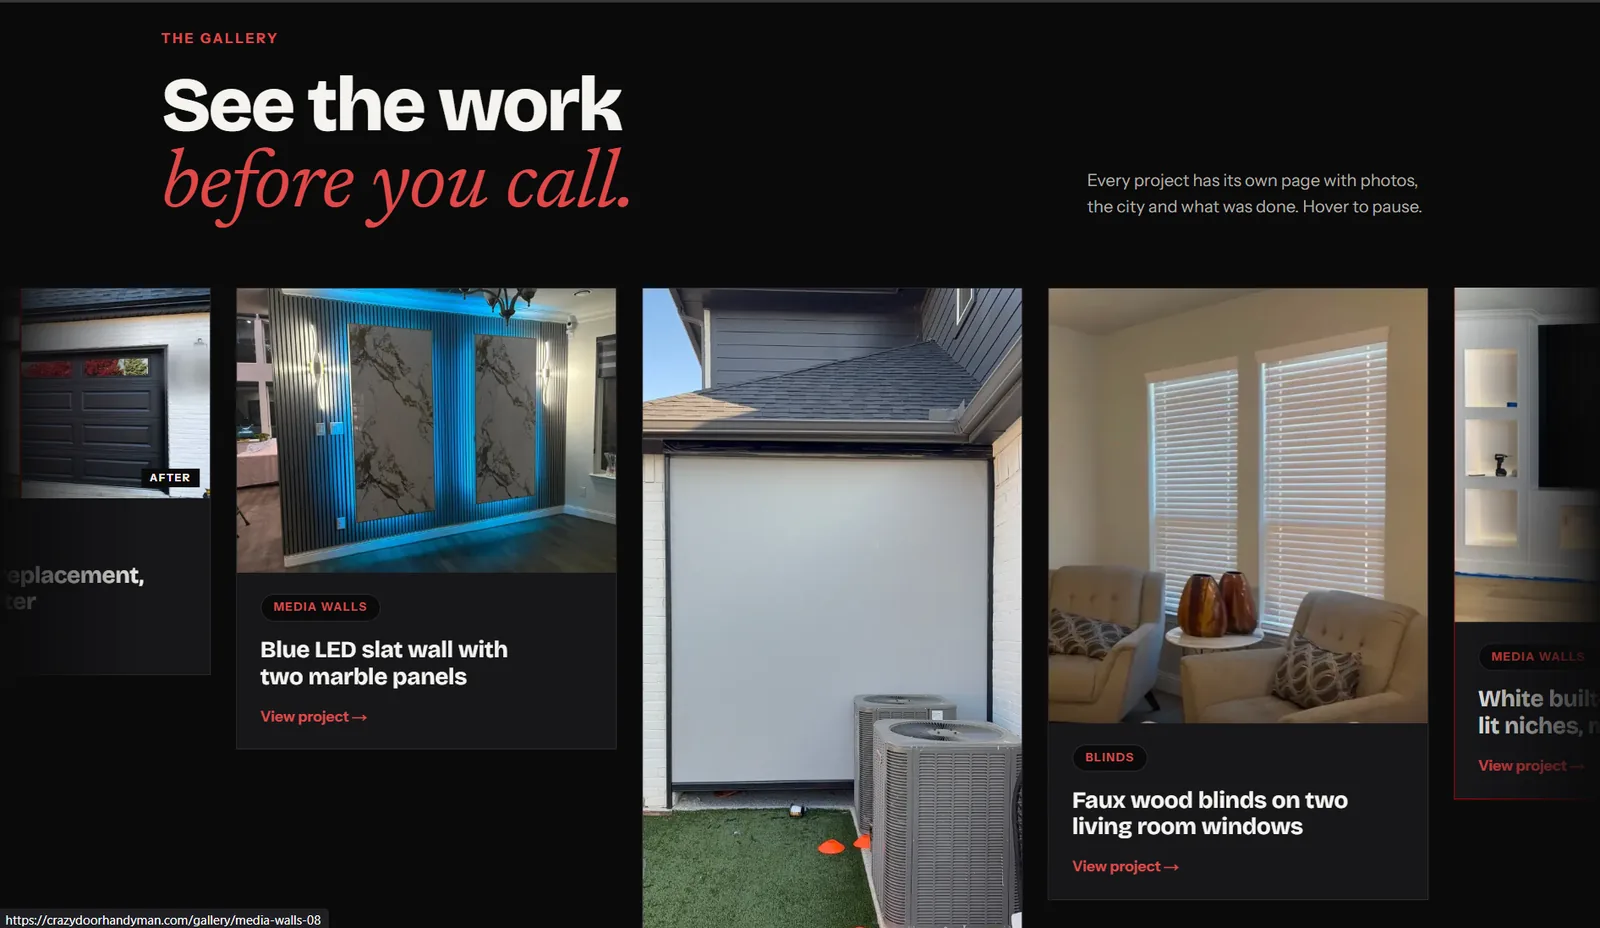 THE GALLERY
See the work
before you call.
Every project has its own page with photos,
the city and what was done. Hover to pause.
AFTER
MEDIA WALLS
Blue LED slat wall with
two marble panels
View project →
BLINDS
Faux wood blinds on two
living room windows
View project →
MEDIA WALLS
White
lit niches,
View project →
https://crazydoorhandyman.com/gallery/media-walls-08